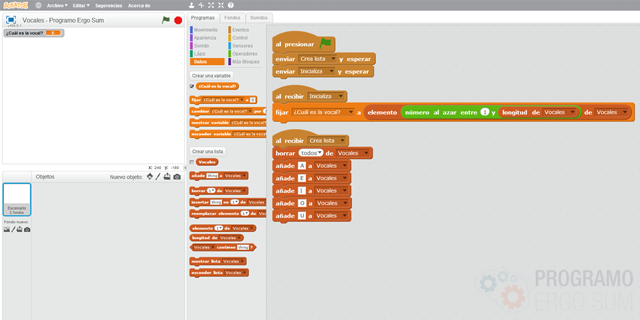 SCRATCH Archivo▼ Editar▼ Sugerencias Acerca de
Vocales - Programo Ergo Sum
¿Cuál es la vocal?
Programas Fondos Sonidos
Movimiento Eventos
Apariencia Control
Sonido Sensores
Lápiz Operadores
Datos Más Bloques
Crear una variable
¿Cuál es la vocal?
fijar ¿Cuál es la vocal? a 0
cambiar ¿Cuál es la vocal? por
mostrar variable ¿Cuál es la vocal?
esconder variable ¿Cuál es la vocal?
Crear una lista
Vocales
añade thing a Vocales
borrar 1 de Vocales
insertar thing en 1 de Vocales
reemplazar elemento 1 de Vocales
elemento 1 de Vocales
longitud de Vocales
Vocales contiene thing
mostrar lista Vocales
esconder lista Vocales
al presionar
enviar Crea lista y esperar
enviar Inicializa y esperar
al recibir Inicializa
fijar ¿Cuál es la vocal? a elemento número al azar entre 1 y longitud de Vocales de Vocales
al recibir Crea lista
borrar todos de Vocales
añade A a Vocales
añade E a Vocales
añade I a Vocales
añade O a Vocales
añade U a Vocales
x: 240 y: -180
Objetos Nuevo objeto:
Escenario
Fondo nuevo
PROGRAMO
ERGO SUM